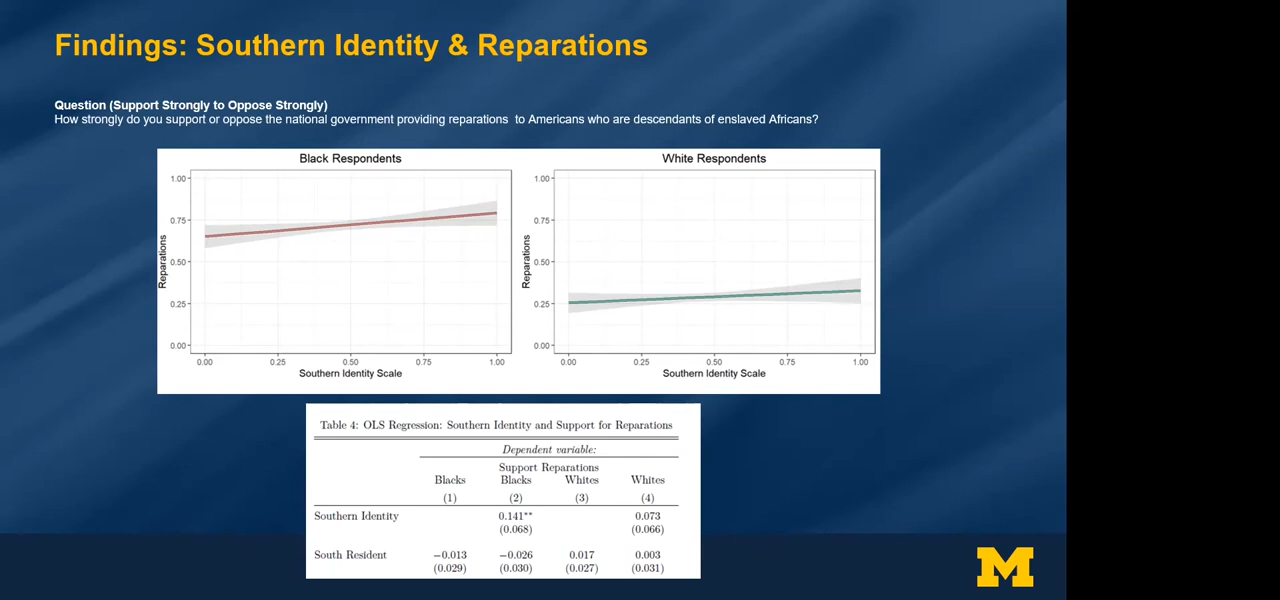 Findings: Southern Identity & Reparations
Question (Support Strongly to Oppose Strongly)
How strongly do you support or oppose the national government providing reparations to Americans who are descendants of enslaved Africans?
Black Respondents
1.00
0.75
0.50
0.25
0.00
Reparations
0.00 0.25 0.50 0.75 1.00
Southern Identity Scale
White Respondents
1.00
0.75
0.50
0.25
0.00
Reparations
0.00 0.25 0.50 0.75 1.00
Southern Identity Scale
Table 4: OLS Regression: Southern Identity and Support for Reparations
Dependent variable:
Support Reparations
Blacks Blacks Whites Whites
(1) (2) (3) (4)
Southern Identity 0.141** 0.073
(0.068) (0.066)
South Resident −0.013 −0.026 0.017 0.003
(0.029) (0.030) (0.027) (0.031)
M